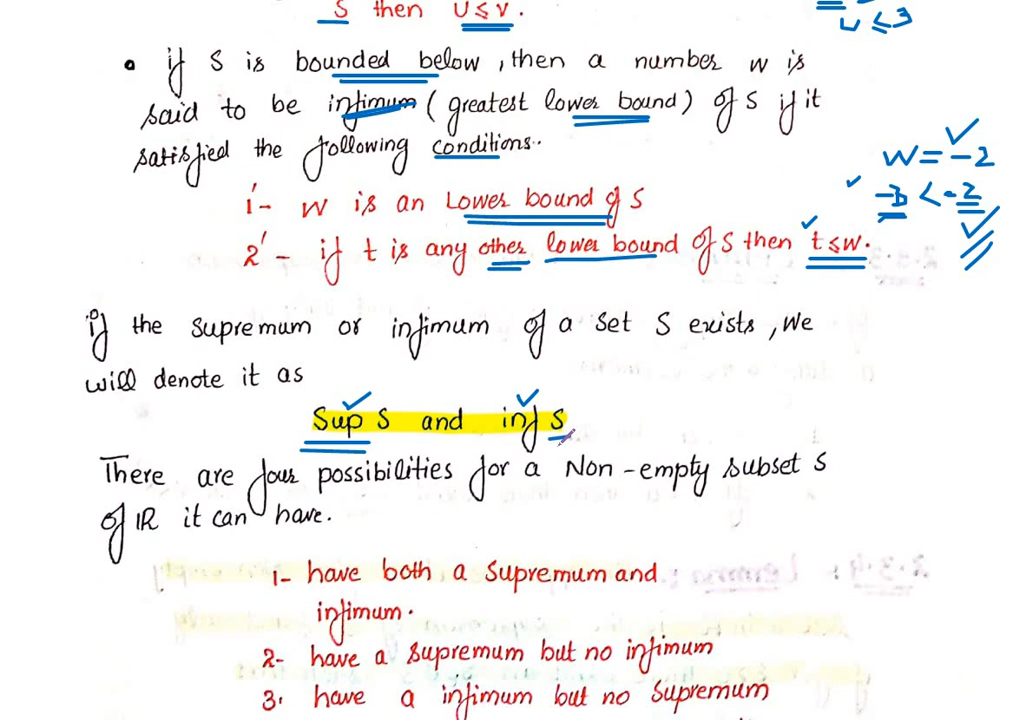 S then U ≤ V.
U ≤ 3
• if S is bounded below, then a number w is
said to be infimum (greatest lower bound) of S if it
satisfied the following conditions..
W = -2
1'- W is an Lower bound of S
-3 < -2
2'- if t is any other lower bound of S then t ≤ w.
if the supremum or infimum of a set S exists, we
will denote it as
Sup S and inf S
There are four possibilities for a Non-empty subset S
of IR it can have.
1- have both a supremum and
infimum.
2- have a supremum but no infimum
3. have a infimum but no supremum